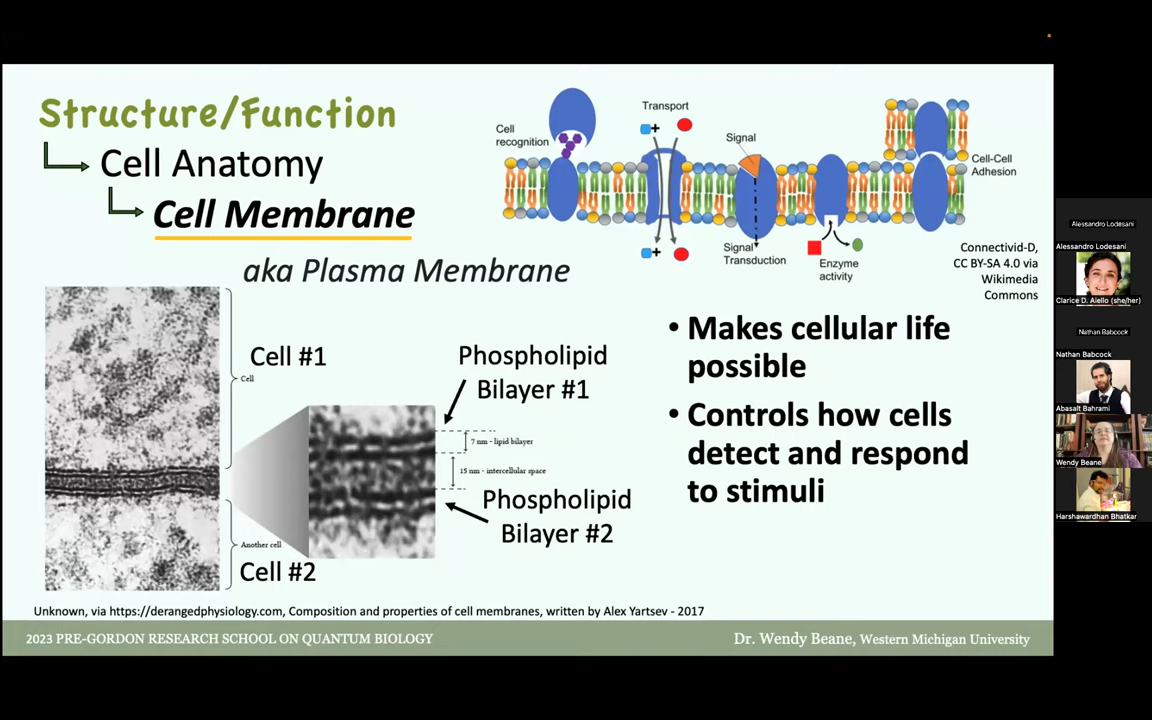 Structure/Function
Cell Anatomy
Cell Membrane
aka Plasma Membrane
Cell
recognition
Transport
+
+
Signal
Signal
Transduction
Enzyme
activity
Cell-Cell
Adhesion
Connectivid-D,
CC BY-SA 4.0 via
Wikimedia
Commons
Cell #1
Cell
Another cell
Cell #2
Phospholipid
Bilayer #1
7 nm - lipid bilayer
15 nm - intercellular space
Phospholipid
Bilayer #2
• Makes cellular life
possible
• Controls how cells
detect and respond
to stimuli
Unknown, via https://derangedphysiology.com, Composition and properties of cell membranes, written by Alex Yartsev - 2017
2023 PRE-GORDON RESEARCH SCHOOL ON QUANTUM BIOLOGY
Dr. Wendy Beane, Western Michigan University
Alessandro Lodesani
Alessandro Lodesani
Clarice D. Aiello (she/her)
Nathan Babcock
Nathan Babcock
Abasalt Bahrami
Wendy Beane
Harshawardhan Bhatkar